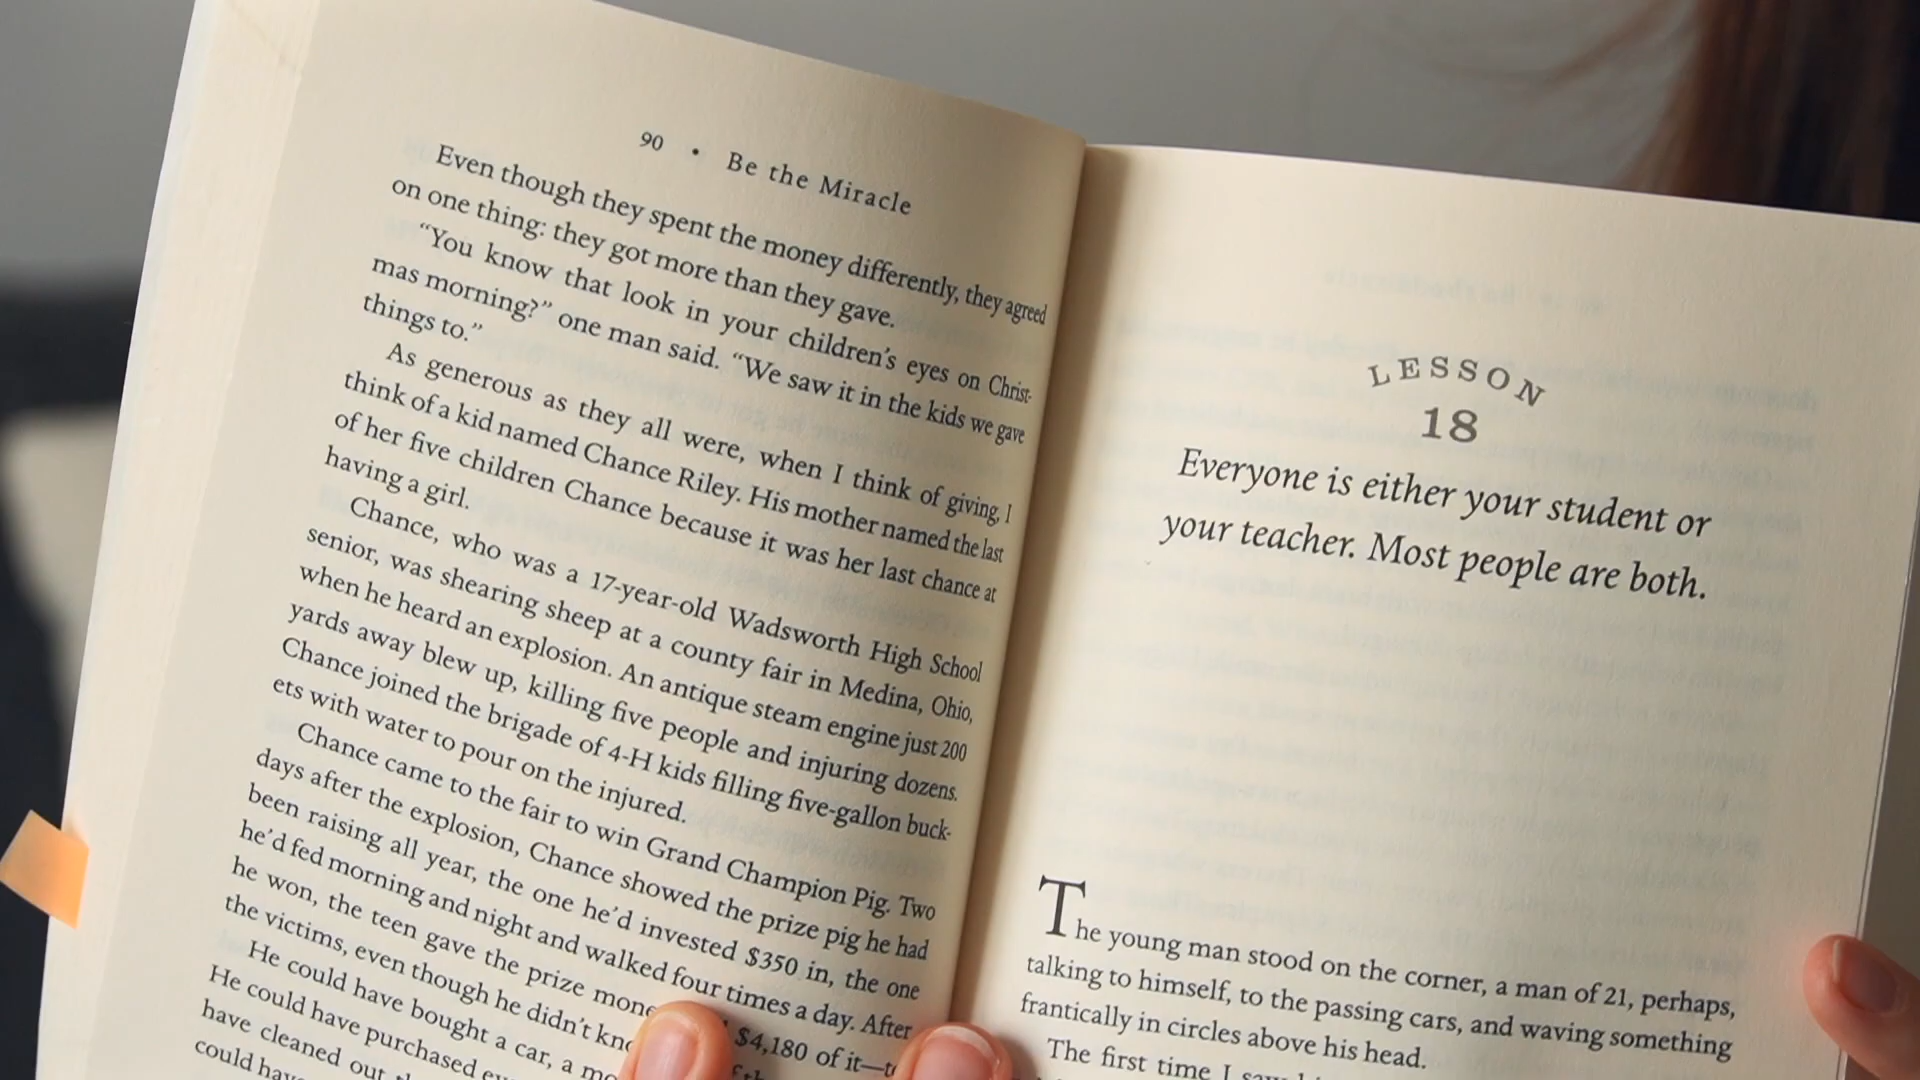 90 • Be the Miracle
Even though they spent the money differently, they agreed
on one thing: they got more than they gave.
“You know that look in your children’s eyes on Christ-
mas morning?” one man said. “We saw it in the kids we gave
things to.”
As generous as they all were, when I think of giving, I
think of a kid named Chance Riley. His mother named the last
of her five children Chance because it was her last chance at
having a girl.
Chance, who was a 17-year-old Wadsworth High School
senior, was shearing sheep at a county fair in Medina, Ohio,
when he heard an explosion. An antique steam engine just 200
yards away blew up, killing five people and injuring dozens.
Chance joined the brigade of 4-H kids filling five-gallon buck-
ets with water to pour on the injured.
Chance came to the fair to win Grand Champion Pig. Two
days after the explosion, Chance showed the prize pig he had
been raising all year, the one he’d invested $350 in, the one
he’d fed morning and night and walked four times a day. After
he won, the teen gave the prize $4,180 of it—
the victims, even though he didn’t
He could have bought a car, a
He could have purchased
have cleaned out
could
LESSON
18
Everyone is either your student or
your teacher. Most people are both.
The young man stood on the corner, a man of 21, perhaps,
talking to himself, to the passing cars, and waving something
frantically in circles above his head.
The first time I